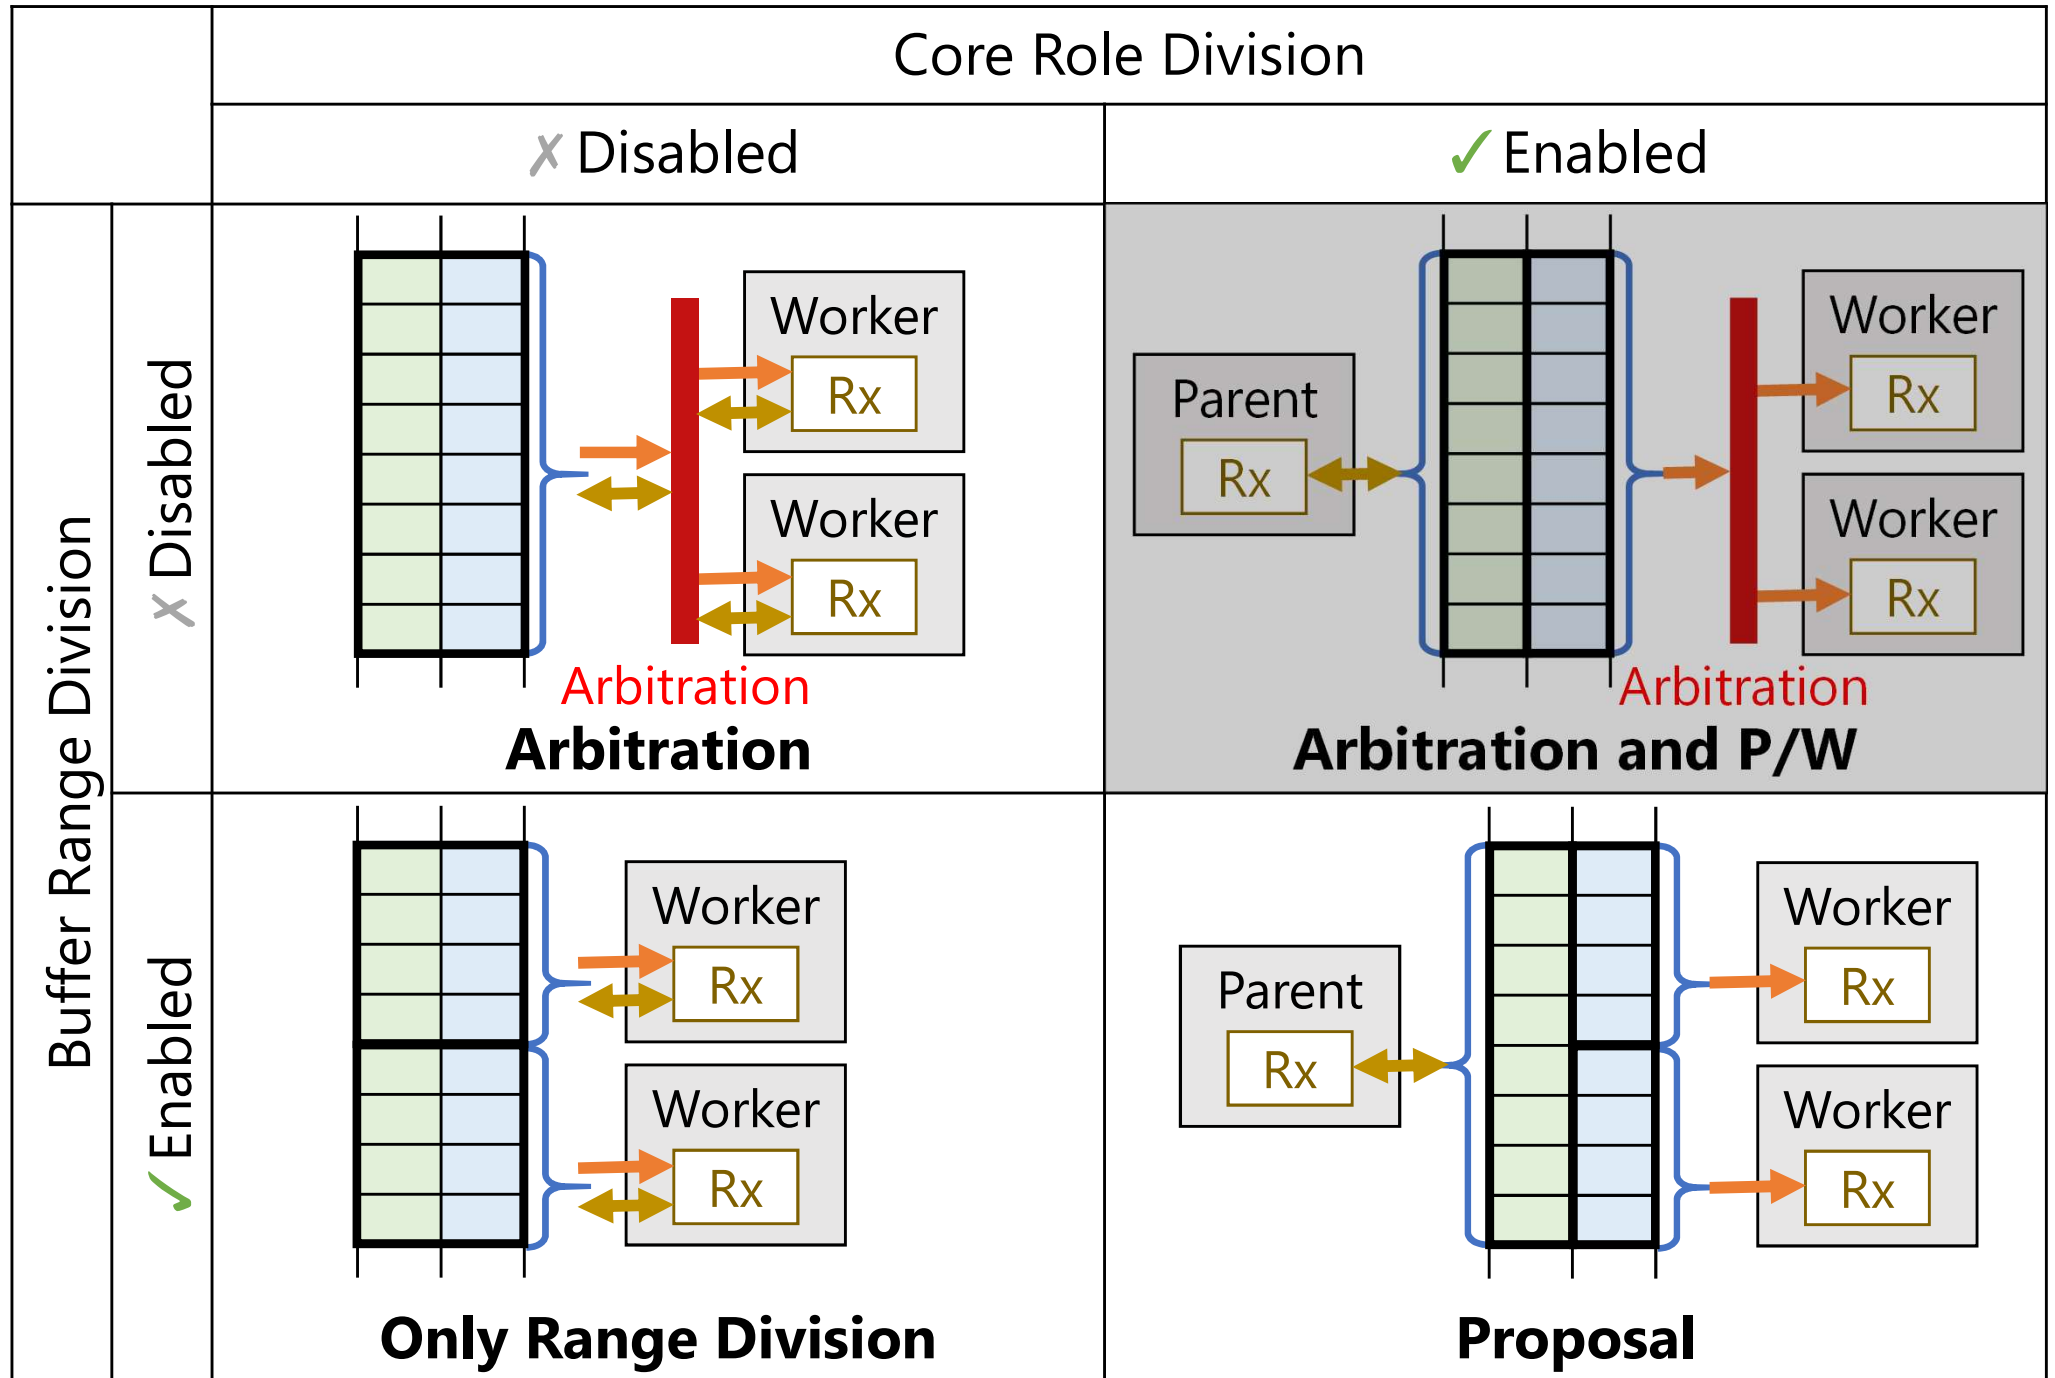 Core Role Division
✗ Disabled
✓ Enabled
Buffer Range Division
✗ Disabled
Worker
Rx
Worker
Rx
Arbitration
Arbitration
Parent
Rx
Worker
Rx
Worker
Rx
Arbitration
Arbitration and P/W
✓ Enabled
Worker
Rx
Worker
Rx
Only Range Division
Parent
Rx
Worker
Rx
Worker
Rx
Proposal